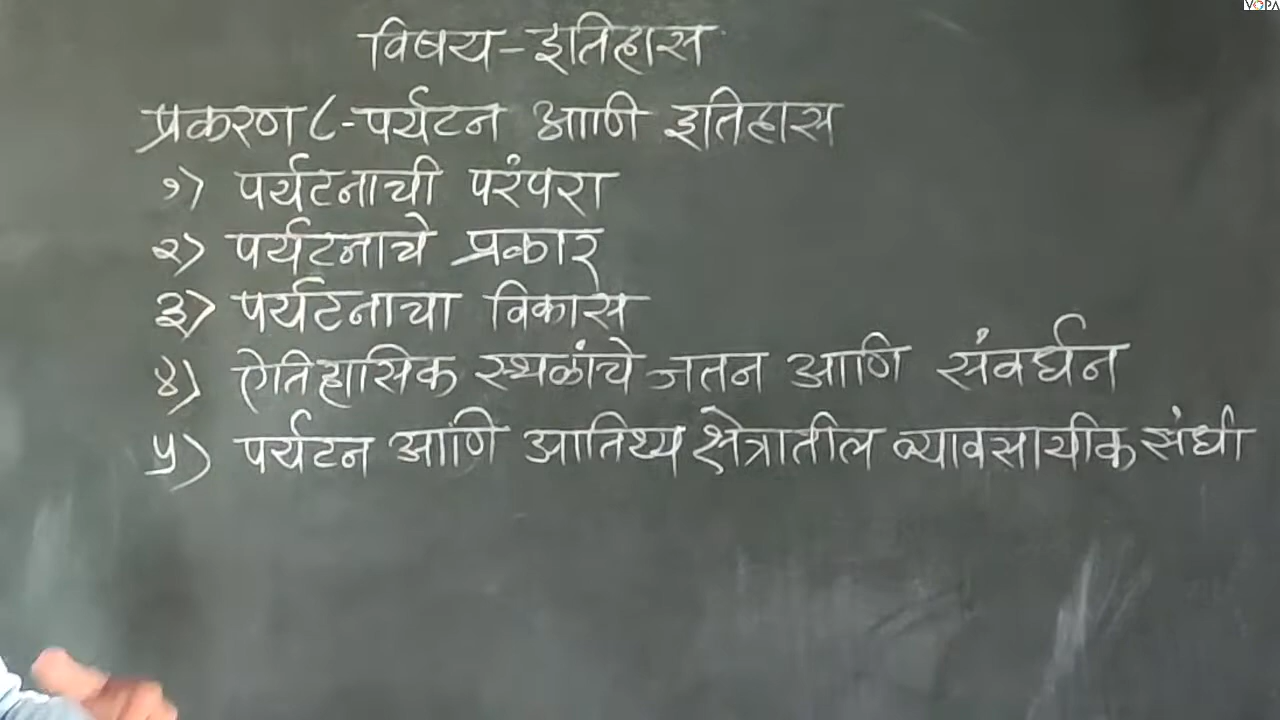 VOPA
विषय-इतिहास
प्रकरण ८-पर्यटन आणि इतिहास
१) पर्यटनाची परंपरा
२) पर्यटनाचे प्रकार
३) पर्यटनाचा विकास
४) ऐतिहासिक स्थळांचे जतन आणि संवर्धन
५) पर्यटन आणि आतिथ्य क्षेत्रातील व्यावसायीक संधी